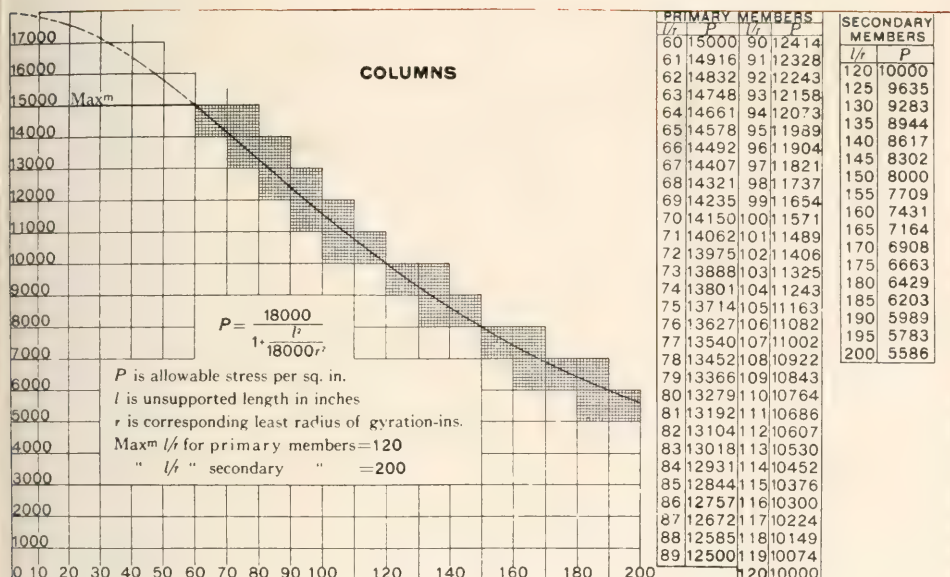 COLUMNS
17000
16000
15000 Maxm
14000
13000
12000
11000
10000
9000
8000
7000
6000
5000
4000
3000
2000
1000
0 10 20 30 40 50 60 70 80 90 100 120 140 160 180 200
P = 18000
1+ l²
18000r²
P is allowable stress per sq. in.
l is unsupported length in inches
r is corresponding least radius of gyration-ins.
Maxm l/r for primary members=120
" l/r " secondary " =200
PRIMARY MEMBERS
l/r P l/r P
60 15000 90 12414
61 14916 91 12328
62 14832 92 12243
63 14748 93 12158
64 14661 94 12073
65 14578 95 11989
66 14492 96 11904
67 14407 97 11821
68 14321 98 11737
69 14235 99 11654
70 14150 100 11571
71 14062 101 11489
72 13975 102 11406
73 13888 103 11325
74 13801 104 11243
75 13714 105 11163
76 13627 106 11082
77 13540 107 11002
78 13452 108 10922
79 13366 109 10843
80 13279 110 10764
81 13192 111 10686
82 13104 112 10607
83 13018 113 10530
84 12931 114 10452
85 12844 115 10376
86 12757 116 10300
87 12672 117 10224
88 12585 118 10149
89 12500 119 10074
120 10000
SECONDARY
MEMBERS
l/r P
120 10000
125 9635
130 9283
135 8944
140 8617
145 8302
150 8000
155 7709
160 7431
165 7164
170 6908
175 6663
180 6429
185 6203
190 5989
195 5783
200 5586